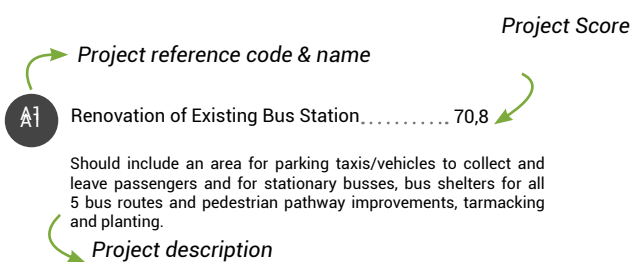 Project Score
Project reference code & name
A1 Renovation of Existing Bus Station........... 70,8
Should include an area for parking taxis/vehicles to collect and
leave passengers and for stationary busses, bus shelters for all
5 bus routes and pedestrian pathway improvements, tarmacking
and planting.
Project description